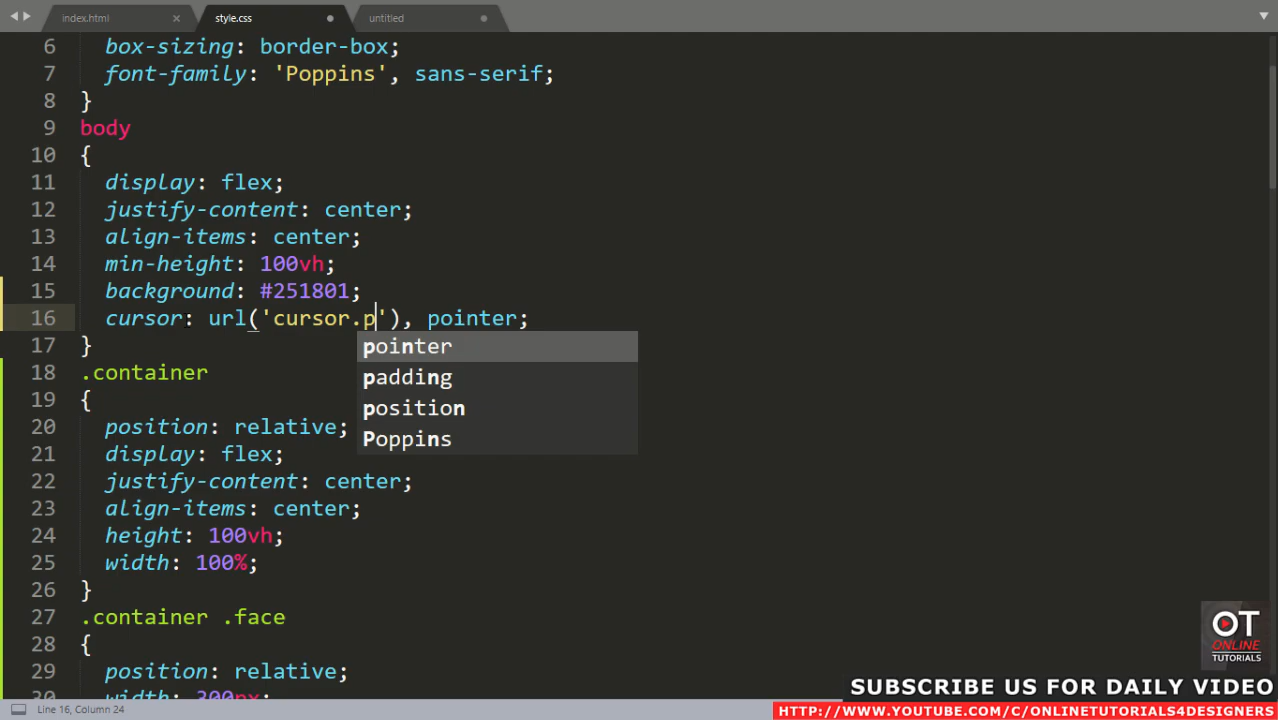 index.html × style.css untitled
6 box-sizing: border-box;
7 font-family: 'Poppins', sans-serif;
8 }
9 body
10 {
11 display: flex;
12 justify-content: center;
13 align-items: center;
14 min-height: 100vh;
15 background: #251801;
16 cursor: url('cursor.p'), pointer;
17 }
pointer
padding
position
Poppins
18 .container
19 {
20 position: relative;
21 display: flex;
22 justify-content: center;
23 align-items: center;
24 height: 100vh;
25 width: 100%;
26 }
27 .container .face
28 {
29 position: relative;
30 width: 300px;
OT
ONLINE
TUTORIALS
SUBSCRIBE US FOR DAILY VIDEO
Line 16, Column 24
HTTP://WWW.YOUTUBE.COM/C/ONLINETUTORIALS4DESIGNERS